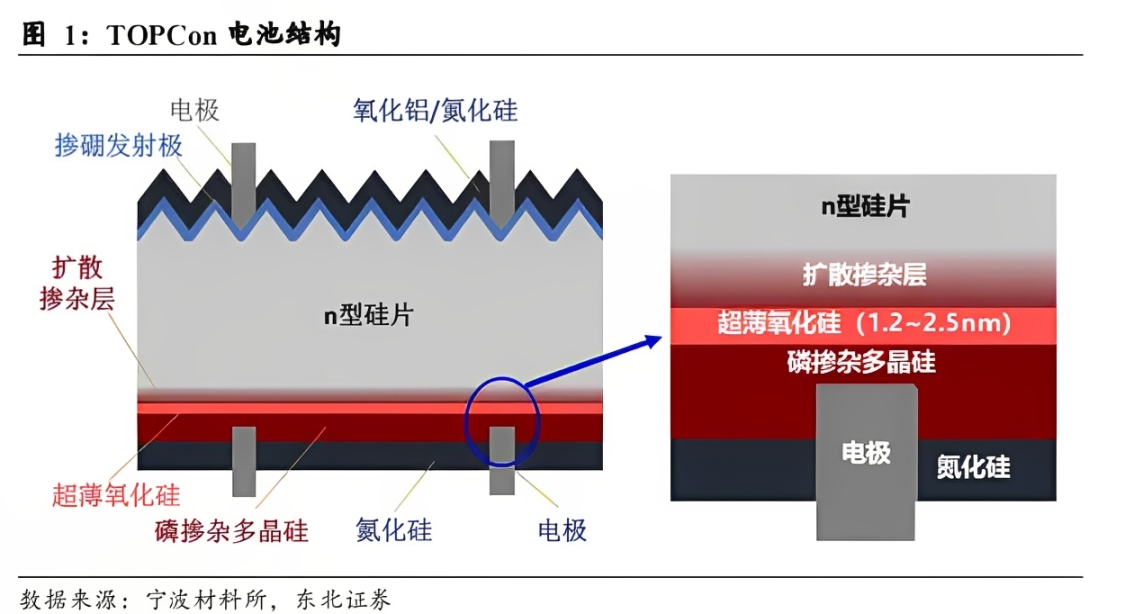 图 1：TOPCon 电池结构
电极
氧化铝/氮化硅
掺硼发射极
扩散
掺杂层
n型硅片
超薄氧化硅
磷掺杂多晶硅
氮化硅
电极
n型硅片
扩散掺杂层
超薄氧化硅（1.2~2.5nm）
磷掺杂多晶硅
电极
氮化硅
数据来源：宁波材料所，东北证券